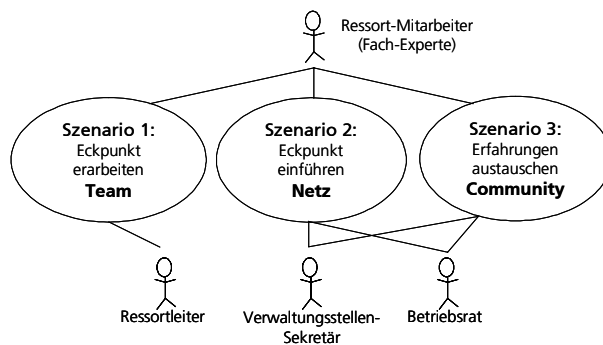 Ressort-Mitarbeiter
(Fach-Experte)
Szenario 1:
Eckpunkt
erarbeiten
Team
Szenario 2:
Eckpunkt
einführen
Netz
Szenario 3:
Erfahrungen
austauschen
Community
Ressortleiter
Verwaltungsstellen-
Sekretär
Betriebsrat